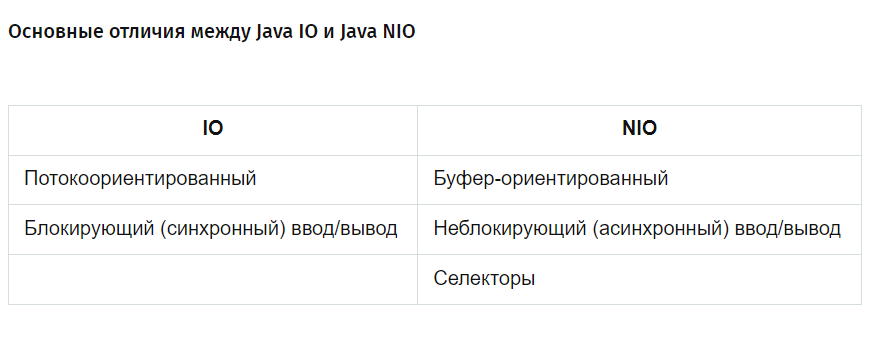 Основные отличия между Java IO и Java NIO
IO NIO
Потокоориентированный Буфер-ориентированный
Блокирующий (синхронный) ввод/вывод Неблокирующий (асинхронный) ввод/вывод
Селекторы